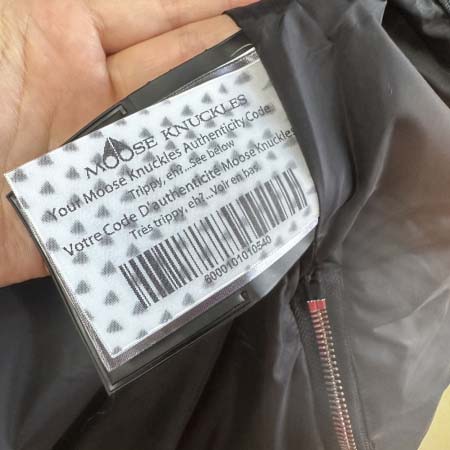 MOOSE KNUCKLES
Your Moose Knuckles Authenticity Code
Trippy, eh?...See below
Votre Code D'authenticité Moose Knuckles
Très trippy, eh?...Voir en bas
8000101010540